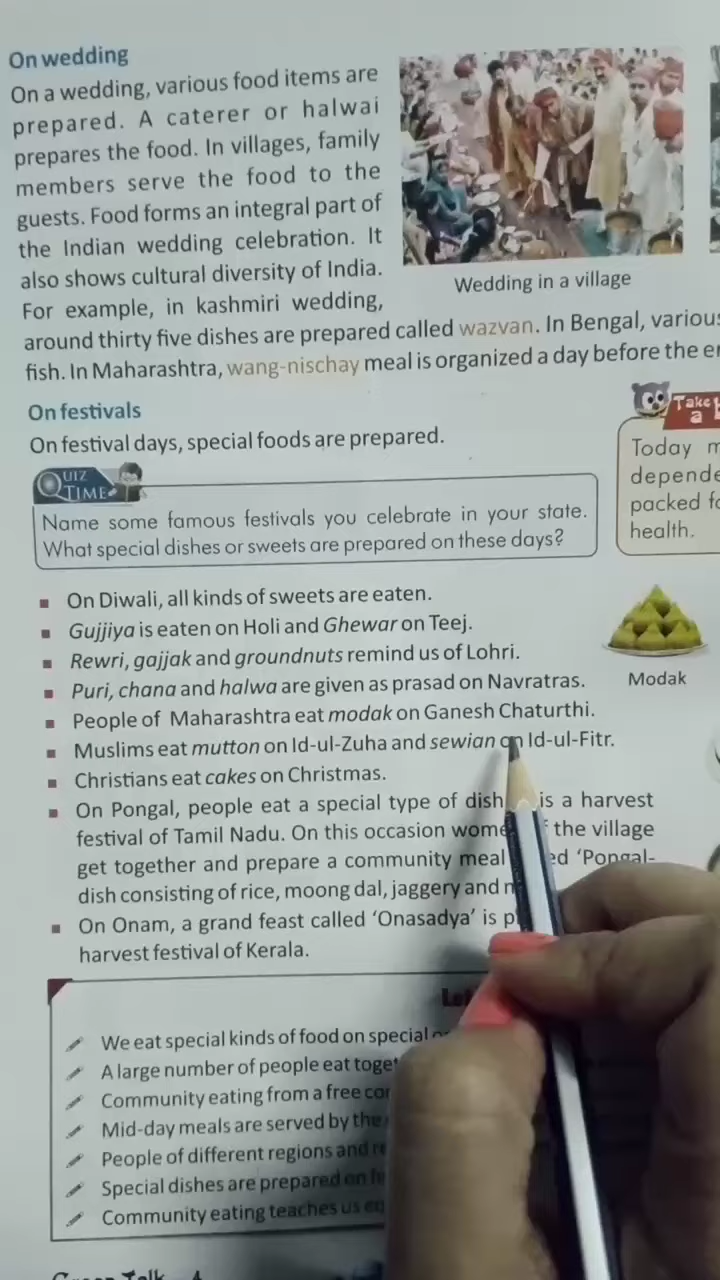 On wedding
On a wedding, various food items are
prepared. A caterer or halwai
prepares the food. In villages, family
members serve the food to the
guests. Food forms an integral part of
the Indian wedding celebration. It
also shows cultural diversity of India.
For example, in kashmiri wedding,
around thirty five dishes are prepared called wazvan. In Bengal,
fish. In Maharashtra, wang-nischay meal is organized a day before the
Wedding in a village
On festivals
On festival days, special foods are prepared.
QUIZ
TIME
Name some famous festivals you celebrate in your state.
What special dishes or sweets are prepared on these days?
Take
a
Today
packed
health.
On Diwali, all kinds of sweets are eaten.
Gujjiya is eaten on Holi and Ghewar on Teej.
Rewri, gajjak and groundnuts remind us of Lohri.
Puri, chana and halwa are given as prasad on Navratras.
People of Maharashtra eat modak on Ganesh Chaturthi.
Muslims eat mutton on Id-ul-Zuha and sewian on Id-ul-Fitr.
Christians eat cakes on Christmas.
On Pongal, people eat a special type of dish is a harvest
festival of Tamil Nadu. On this occasion the village
get together and prepare a community meal 'Pongal-
dish consisting of rice, moong dal, jaggery and
On Onam, a grand feast called 'Onasadya' is
harvest festival of Kerala.
Modak
We eat special kinds of food on special
A large number of people eat
Community eating from a free
Mid-day meals are served by the
People of different regions and
Special dishes are prepared on
Community eating teaches us